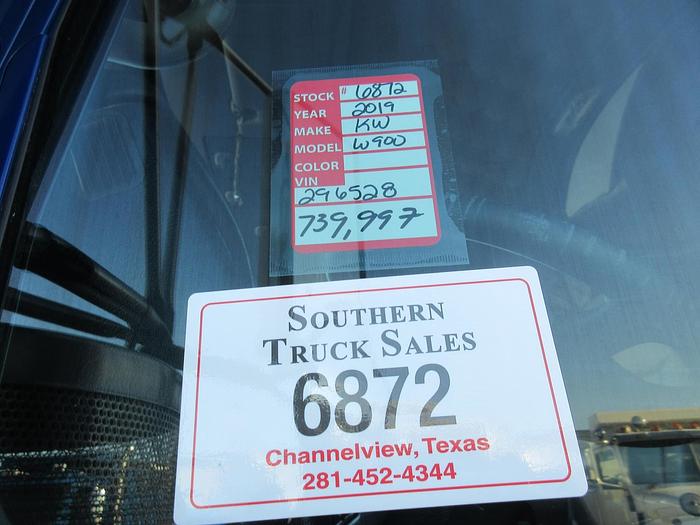 STOCK # 6872
YEAR 2019
MAKE KW
MODEL W900
COLOR
VIN
296528
739,997
SOUTHERN
TRUCK SALES
6872
Channelview, Texas
281-452-4344